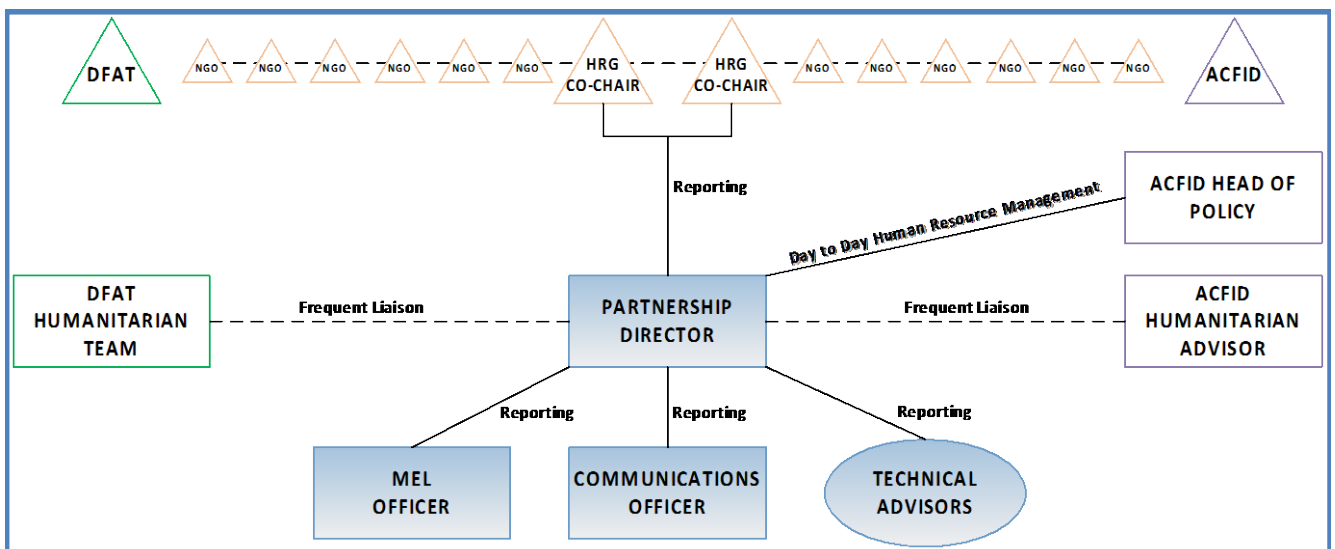 DFAT
NGO
NGO
NGO
NGO
NGO
NGO
HRG
CO-CHAIR
HRG
CO-CHAIR
NGO
NGO
NGO
NGO
NGO
NGO
ACFID
Reporting
Day to Day Human Resource Management
ACFID HEAD OF
POLICY
DFAT
HUMANITARIAN
TEAM
Frequent Liaison
PARTNERSHIP
DIRECTOR
Frequent Liaison
ACFID
HUMANITARIAN
ADVISOR
Reporting
Reporting
Reporting
MEL
OFFICER
COMMUNICATIONS
OFFICER
TECHNICAL
ADVISORS